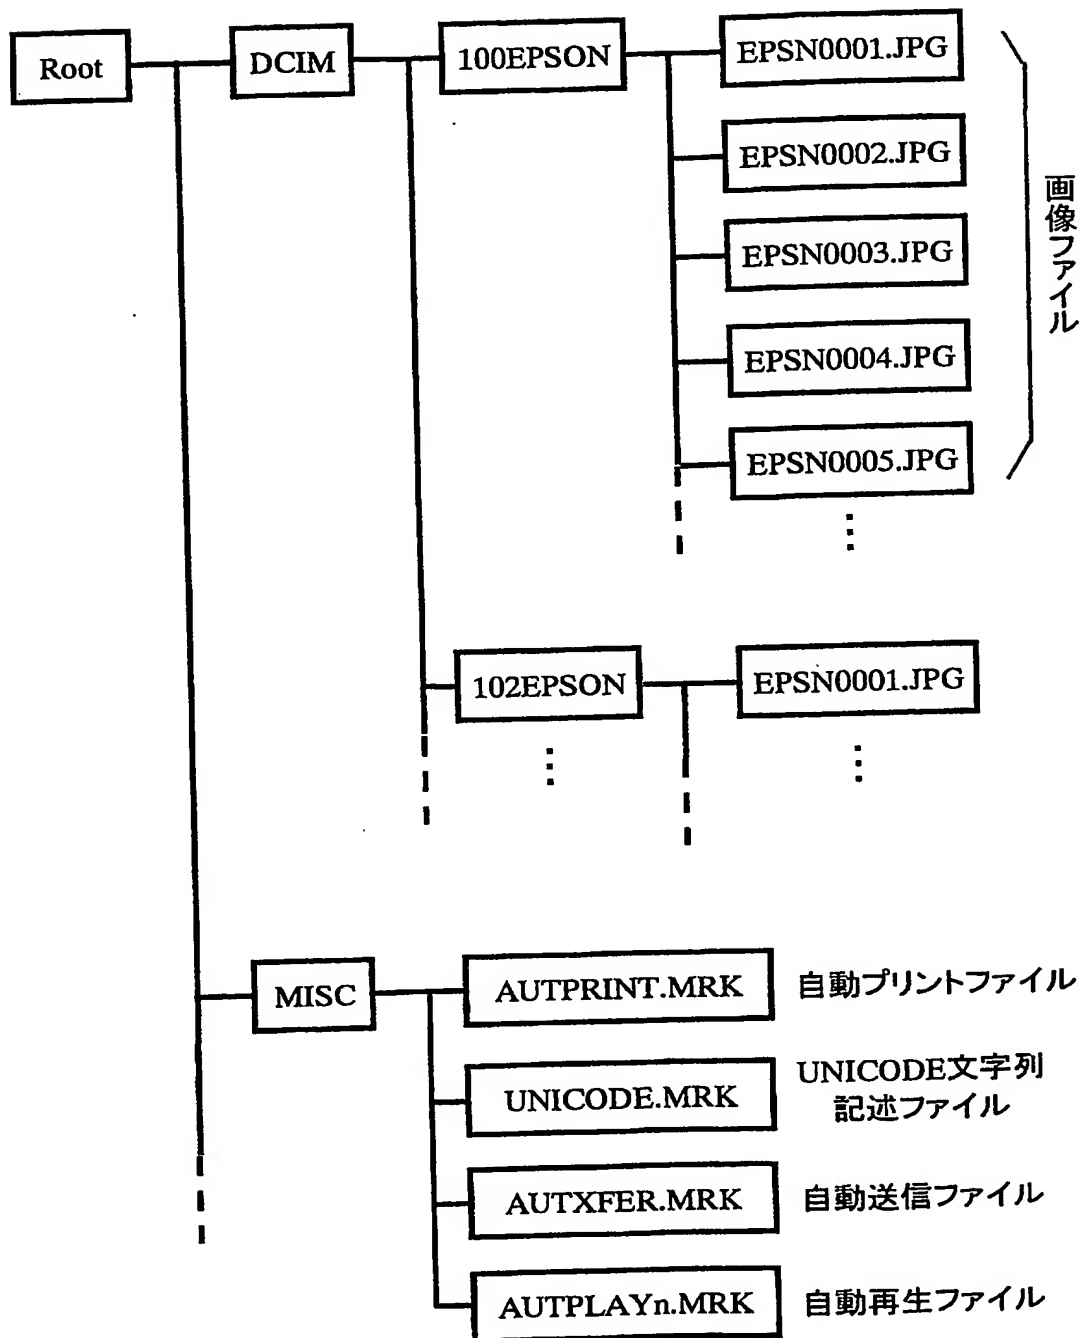 Root
DCIM
100EPSON
EPSN0001.JPG
EPSN0002.JPG
EPSN0003.JPG
EPSN0004.JPG
EPSN0005.JPG
画像ファイル
102EPSON
EPSN0001.JPG
MISC
AUTPRINT.MRK
自動プリントファイル
UNICODE.MRK
UNICODE文字列
記述ファイル
AUTXFER.MRK
自動送信ファイル
AUTPLAYn.MRK
自動再生ファイル